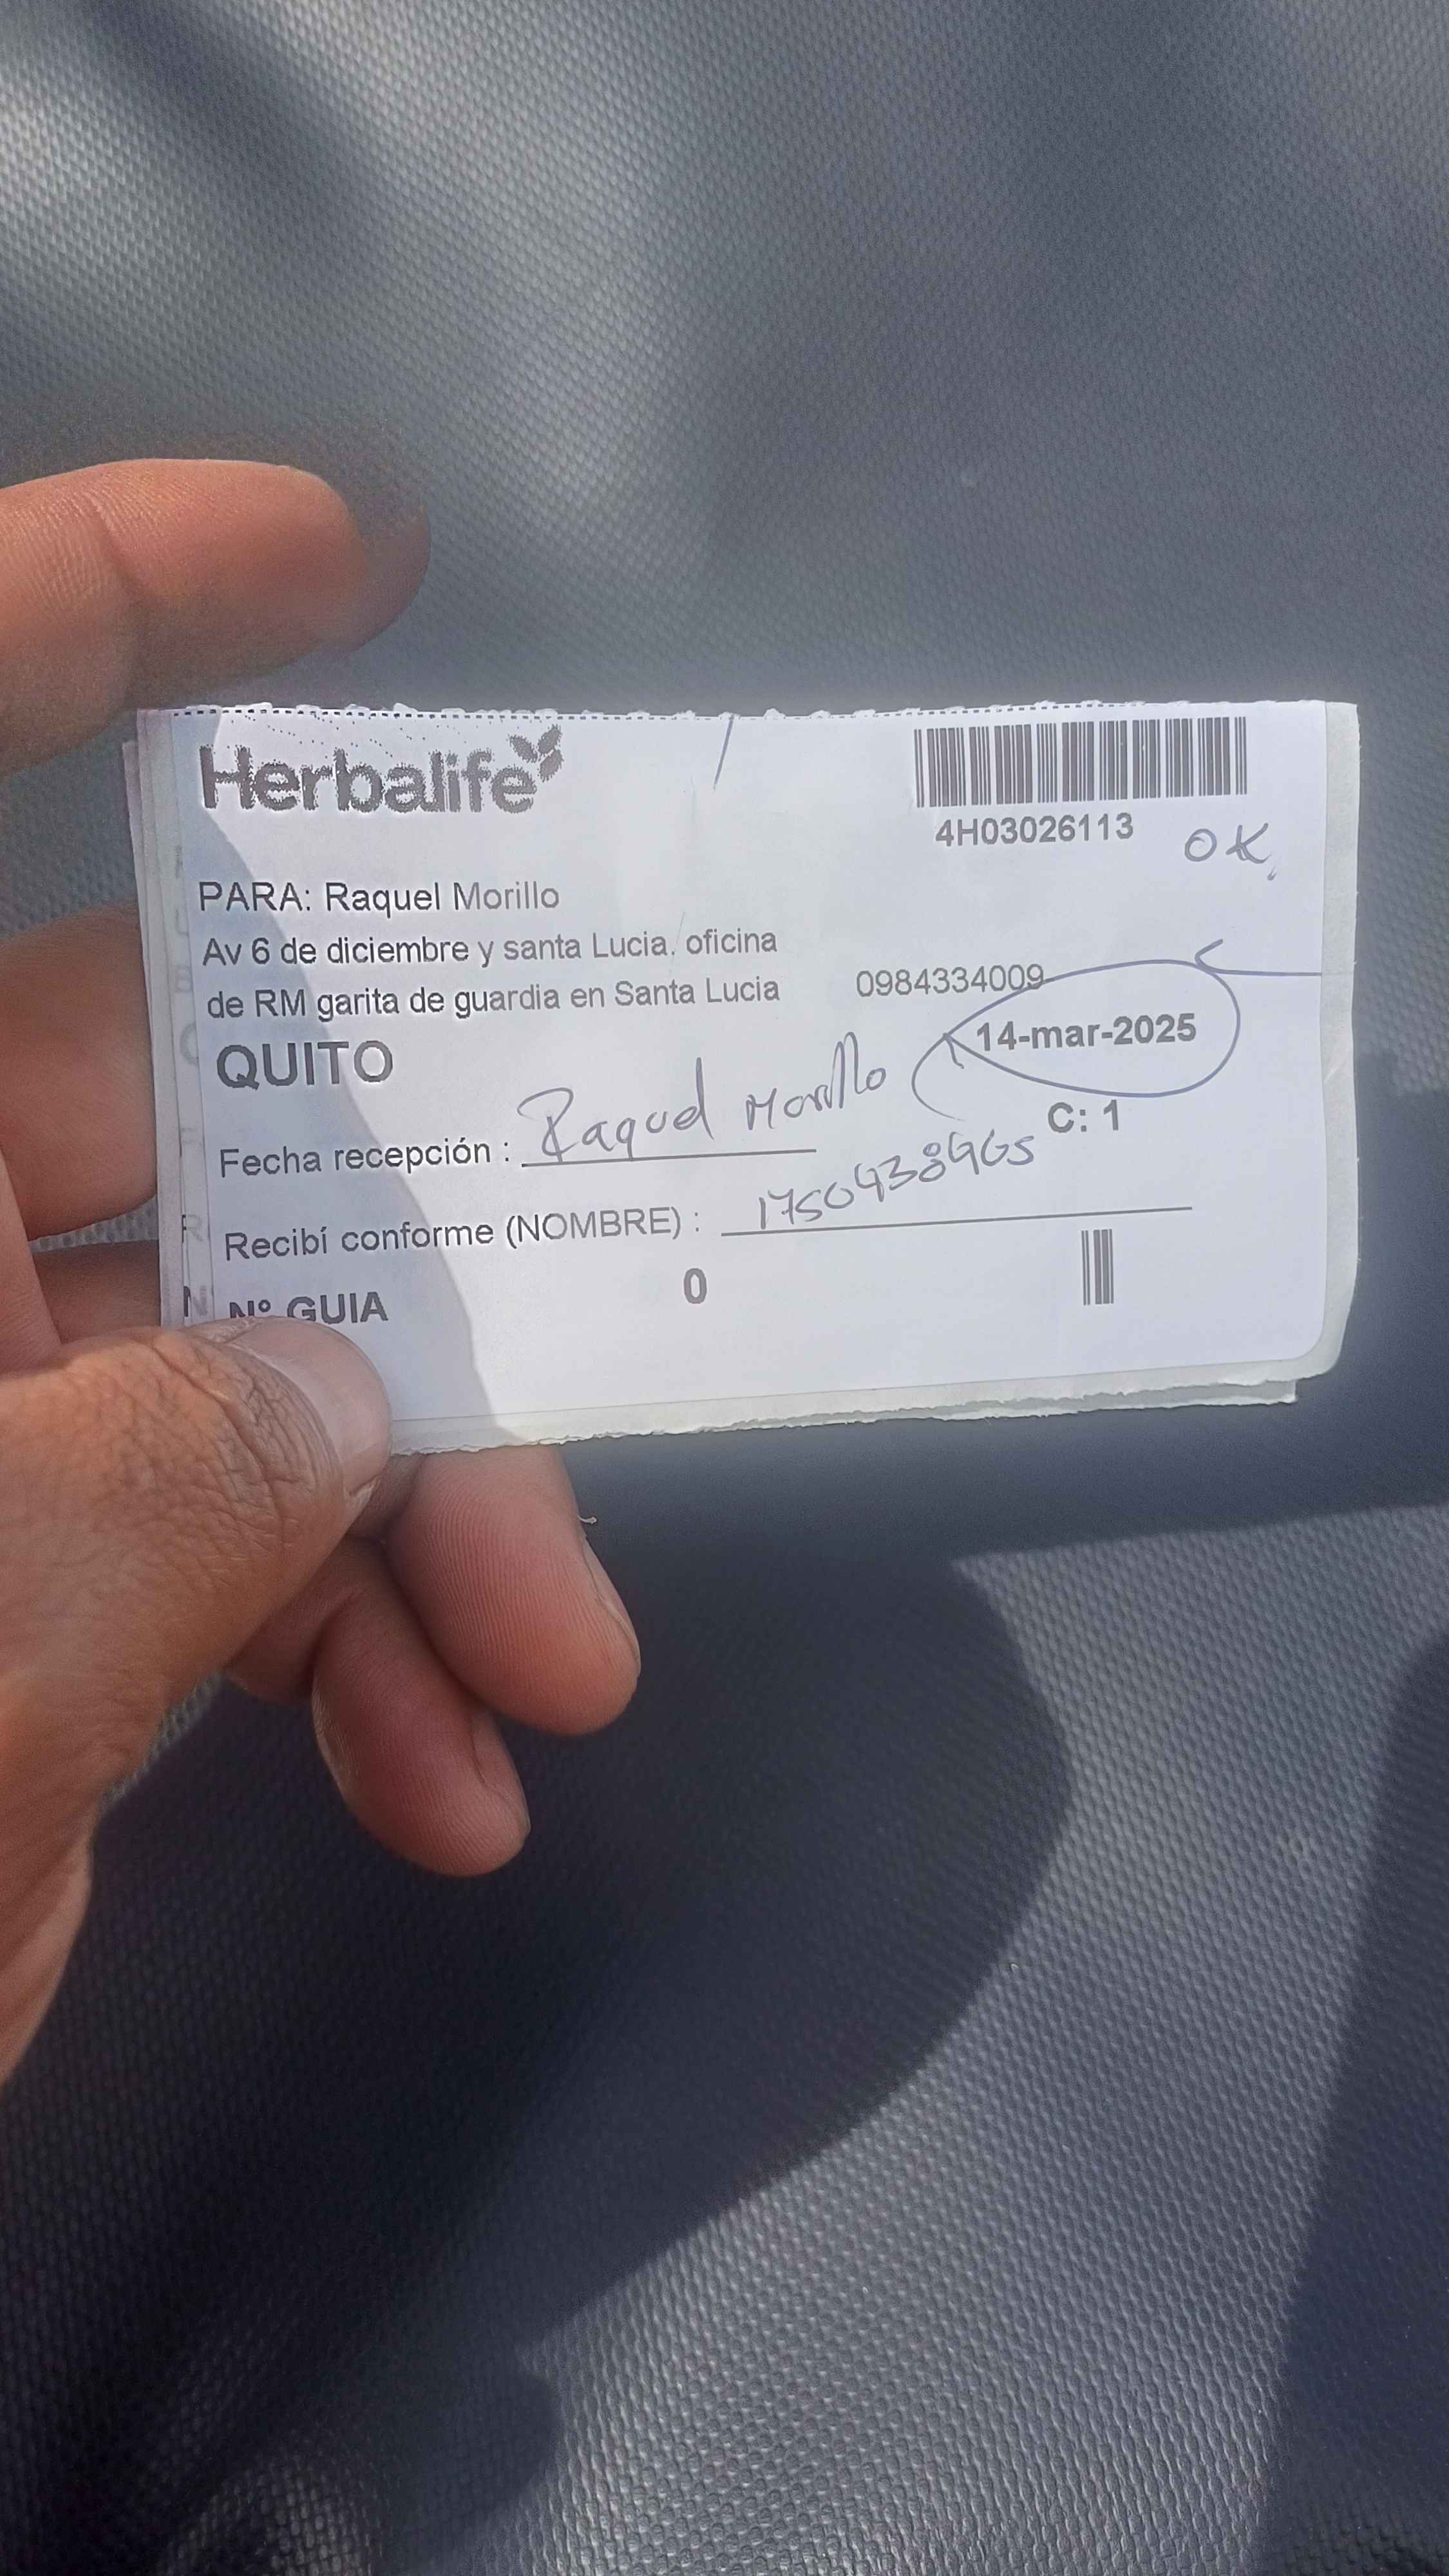 Herbalife
4H03026113
OK
PARA: Raquel Morillo
Av 6 de diciembre y santa Lucia. oficina
de RM garita de guardia en Santa Lucia 0984334009
QUITO 14-mar-2025
C: 1
Fecha recepción : Raquel Morillo
Recibí conforme (NOMBRE) :
Nº GUIA 0